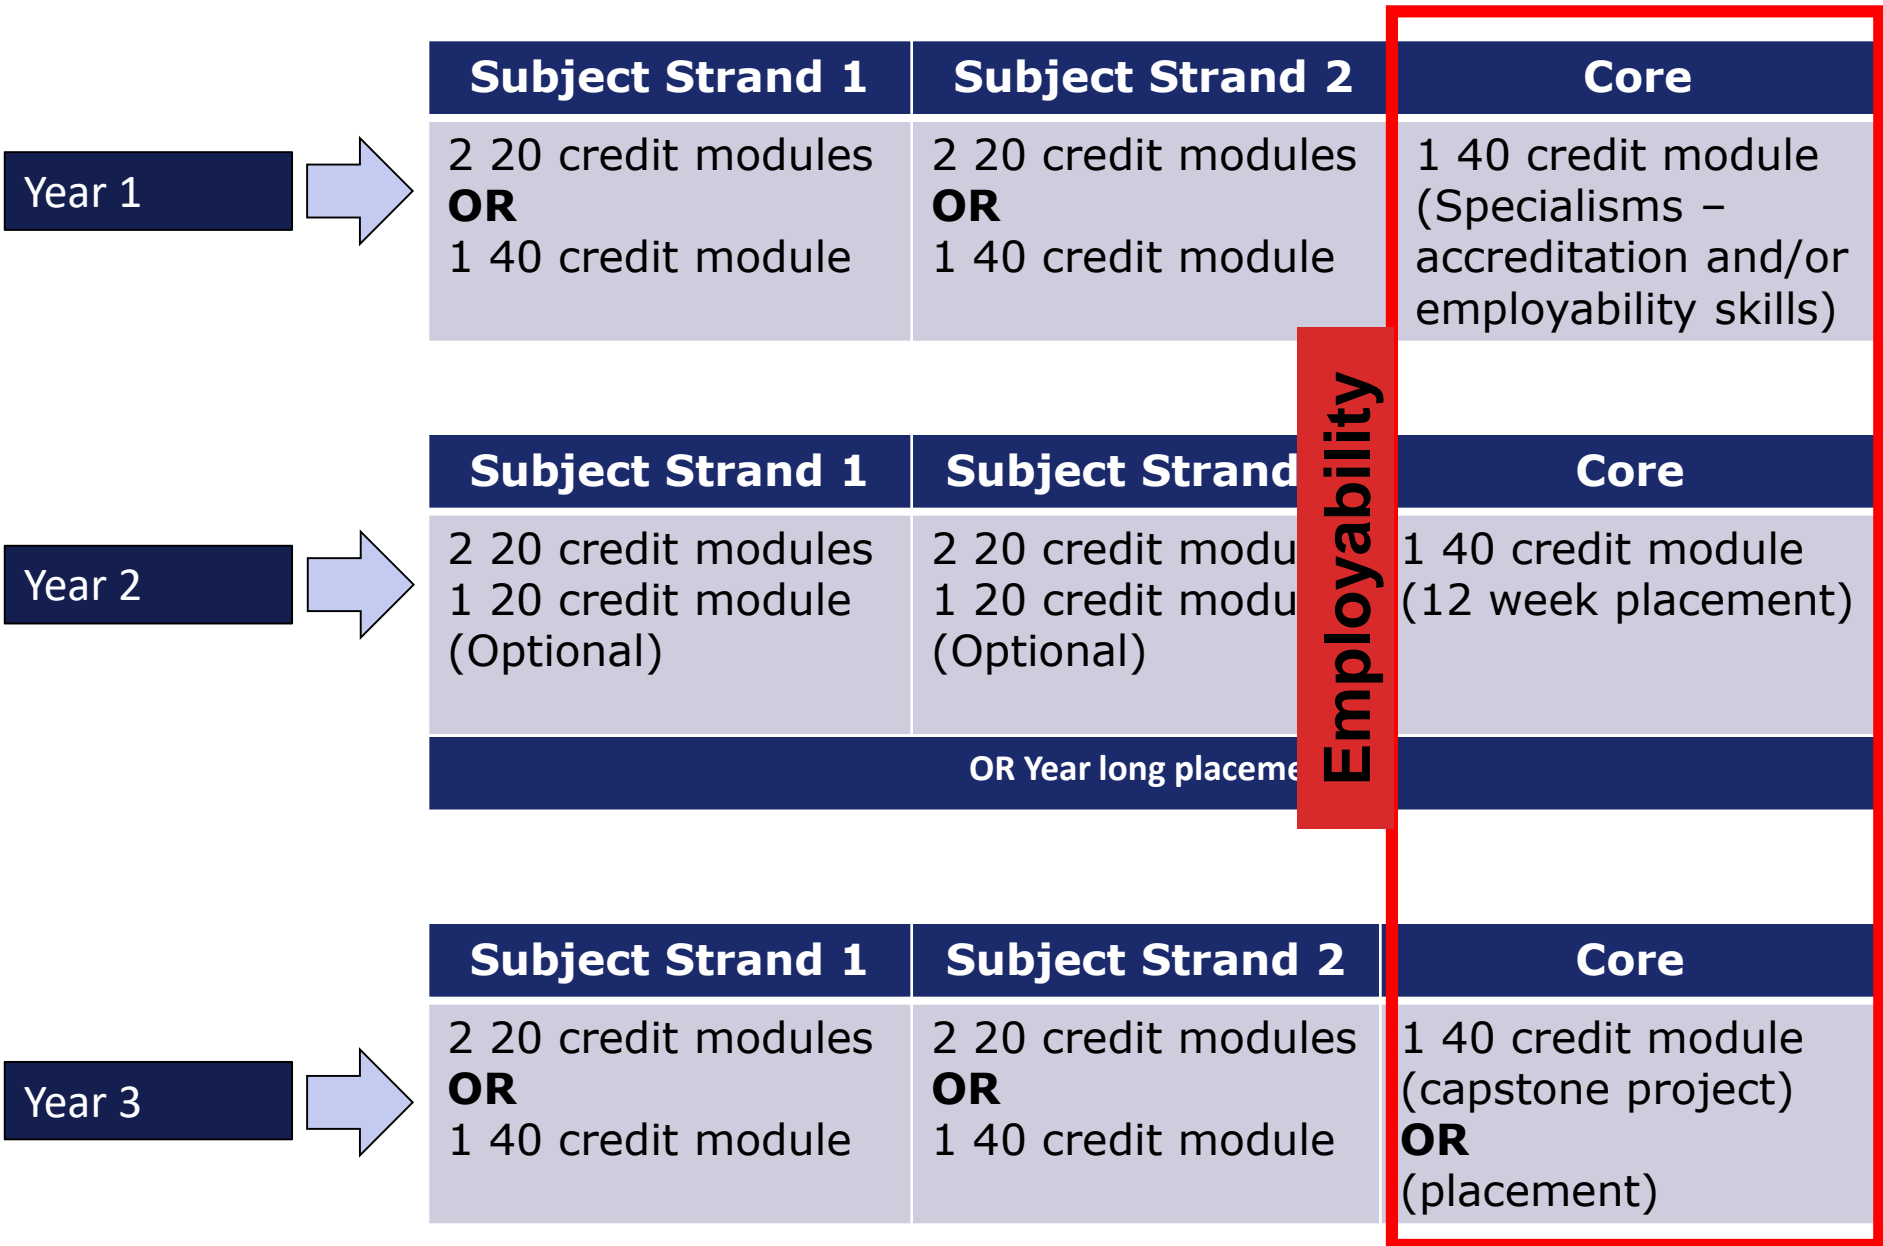 Subject Strand 1
Subject Strand 2
Core
Year 1
2 20 credit modules
OR
1 40 credit module
2 20 credit modules
OR
1 40 credit module
1 40 credit module
(Specialisms –
accreditation and/or
employability skills)
Employability
Subject Strand 1
Subject Strand
Core
Year 2
2 20 credit modules
1 20 credit module
(Optional)
2 20 credit modu
1 20 credit modu
(Optional)
1 40 credit module
(12 week placement)
OR Year long placeme
Subject Strand 1
Subject Strand 2
Core
Year 3
2 20 credit modules
OR
1 40 credit module
2 20 credit modules
OR
1 40 credit module
1 40 credit module
(capstone project)
OR
(placement)